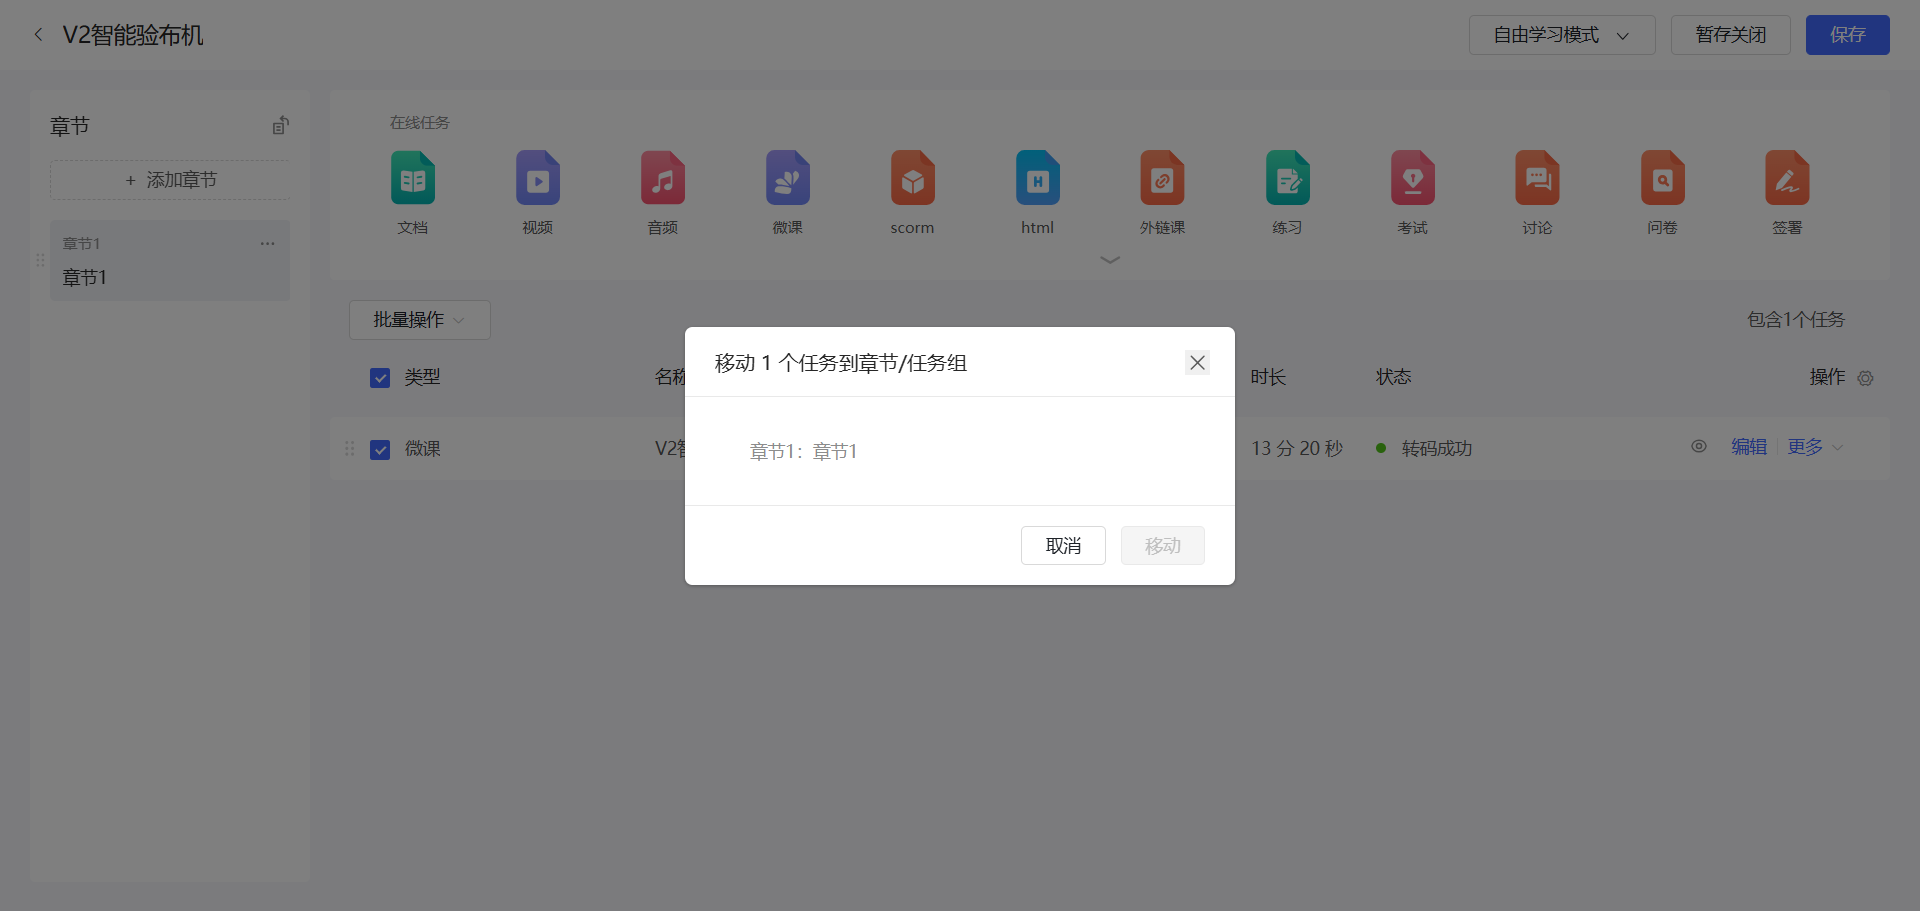 V2智能验布机
自由学习模式
暂存关闭
保存
章节
+ 添加章节
章节1
章节1
在线任务
文档
视频
音频
微课
scorm
html
外链课
练习
考试
讨论
问卷
签署
批量操作
包含1个任务
类型
名称
时长
状态
操作
微课
V2智
13 分 20 秒
转码成功
编辑
更多
移动 1 个任务到章节/任务组
章节1：章节1
取消
移动